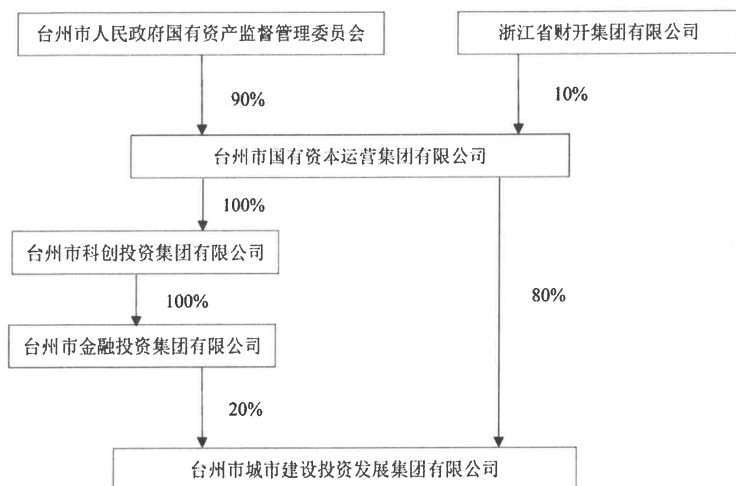 台州市人民政府国有资产监督管理委员会
浙江省财开集团有限公司
90%
10%
台州市国有资本运营集团有限公司
100%
台州市科创投资集团有限公司
100%
80%
台州市金融投资集团有限公司
20%
台州市城市建设投资发展集团有限公司